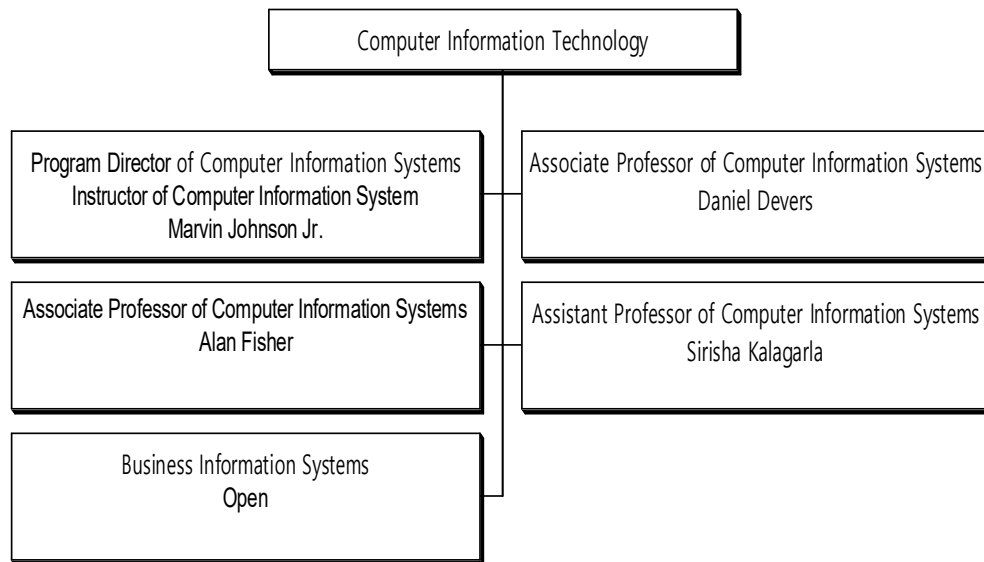 Computer Information Technology
Program Director of Computer Information Systems
Instructor of Computer Information System
Marvin Johnson Jr.
Associate Professor of Computer Information Systems
Daniel Devers
Associate Professor of Computer Information Systems
Alan Fisher
Assistant Professor of Computer Information Systems
Sirisha Kalagarla
Business Information Systems
Open